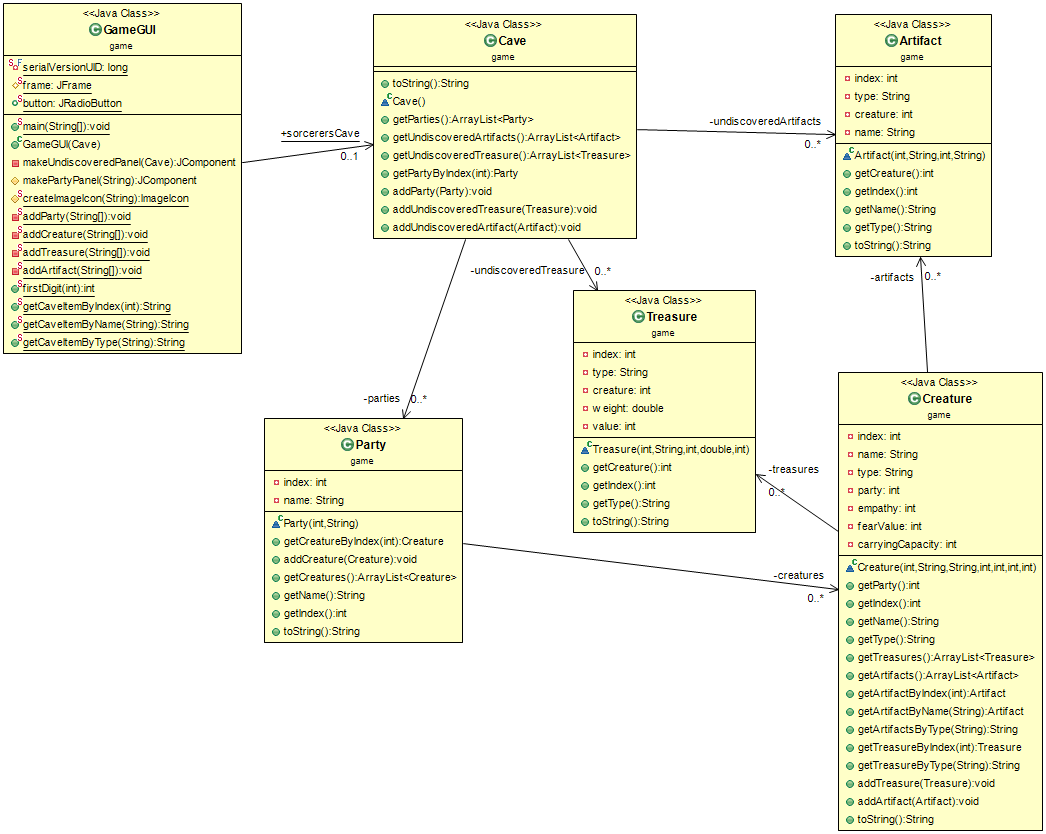 <<Java Class>>
GameGUI
game
serialVersionUID: long
frame: JFrame
button: JRadioButton
main(String[]):void
GameGUI(Cave)
makeUndiscoveredPanel(Cave):JComponent
makePartyPanel(String):JComponent
createImageIcon(String):ImageIcon
addParty(String[]):void
addCreature(String[]):void
addTreasure(String[]):void
addArtifact(String[]):void
firstDigit(int):int
getCaveItemByIndex(int):String
getCaveItemByName(String):String
getCaveItemByType(String):String
+sorcerersCave
0..1
<<Java Class>>
Cave
game
toString():String
Cave()
getParties():ArrayList<Party>
getUndiscoveredArtifacts():ArrayList<Artifact>
getUndiscoveredTreasure():ArrayList<Treasure>
getPartyByIndex(int):Party
addParty(Party):void
addUndiscoveredTreasure(Treasure):void
addUndiscoveredArtifact(Artifact):void
-undiscoveredArtifacts
0..*
<<Java Class>>
Artifact
game
index: int
type: String
creature: int
name: String
Artifact(int,String,int,String)
getCreature():int
getIndex():int
getName():String
getType():String
toString():String
-undiscoveredTreasure
0..*
-artifacts
0..*
<<Java Class>>
Treasure
game
index: int
type: String
creature: int
weight: double
value: int
Treasure(int,String,int,double,int)
getCreature():int
getIndex():int
getType():String
toString():String
-parties
0..*
<<Java Class>>
Party
game
index: int
name: String
Party(int,String)
getCreatureByIndex(int):Creature
addCreature(Creature):void
getCreatures():ArrayList<Creature>
getName():String
getIndex():int
toString():String
-treasures
0..*
-creatures
0..*
<<Java Class>>
Creature
game
index: int
name: String
type: String
party: int
empathy: int
fearValue: int
carryingCapacity: int
Creature(int,String,String,int,int,int,int)
getParty():int
getIndex():int
getName():String
getType():String
getTreasures():ArrayList<Treasure>
getArtifacts():ArrayList<Artifact>
getArtifactByIndex(int):Artifact
getArtifactByName(String):Artifact
getArtifactsByType(String):String
getTreasureByIndex(int):Treasure
getTreasureByType(String):String
addTreasure(Treasure):void
addArtifact(Artifact):void
toString():String